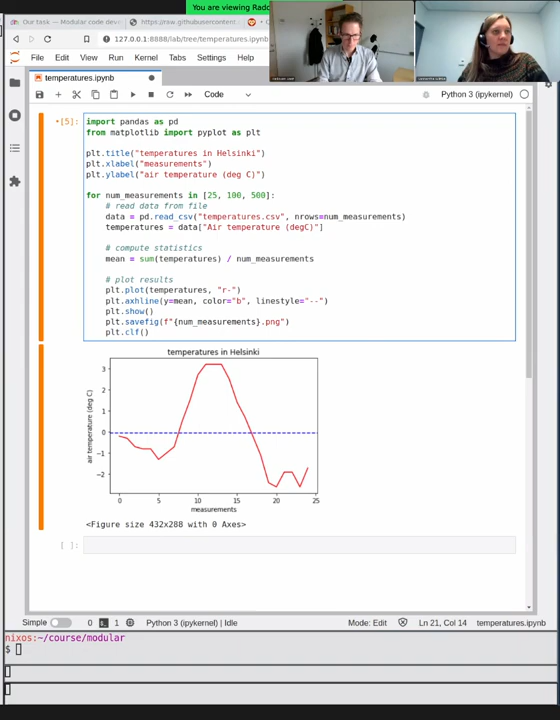 You are viewing Rado
Our task — Modular code dev
https://raw.githubusercontent.
127.0.0.1:8888/lab/tree/temperatures.ipynb
File Edit View Run Kernel Tabs Settings Help
temperatures.ipynb
Code
Python 3 (ipykernel)
[5]:
import pandas as pd
from matplotlib import pyplot as plt
plt.title("temperatures in Helsinki")
plt.xlabel("measurements")
plt.ylabel("air temperature (deg C)")
for num_measurements in [25, 100, 500]:
# read data from file
data = pd.read_csv("temperatures.csv", nrows=num_measurements)
temperatures = data["Air temperature (degC)"]
# compute statistics
mean = sum(temperatures) / num_measurements
# plot results
plt.plot(temperatures, "r-")
plt.axhline(y=mean, color="b", linestyle="--")
plt.show()
plt.savefig(f"{num_measurements}.png")
plt.clf()
temperatures in Helsinki
air temperature (deg C)
3
2
1
0
−1
−2
0 5 10 15 20 25
measurements
<Figure size 432x288 with 0 Axes>
[ ]:
Simple 0 $_ 1 Python 3 (ipykernel) | Idle Mode: Edit Ln 21, Col 14 temperatures.ipynb
nixos:~/course/modular
$